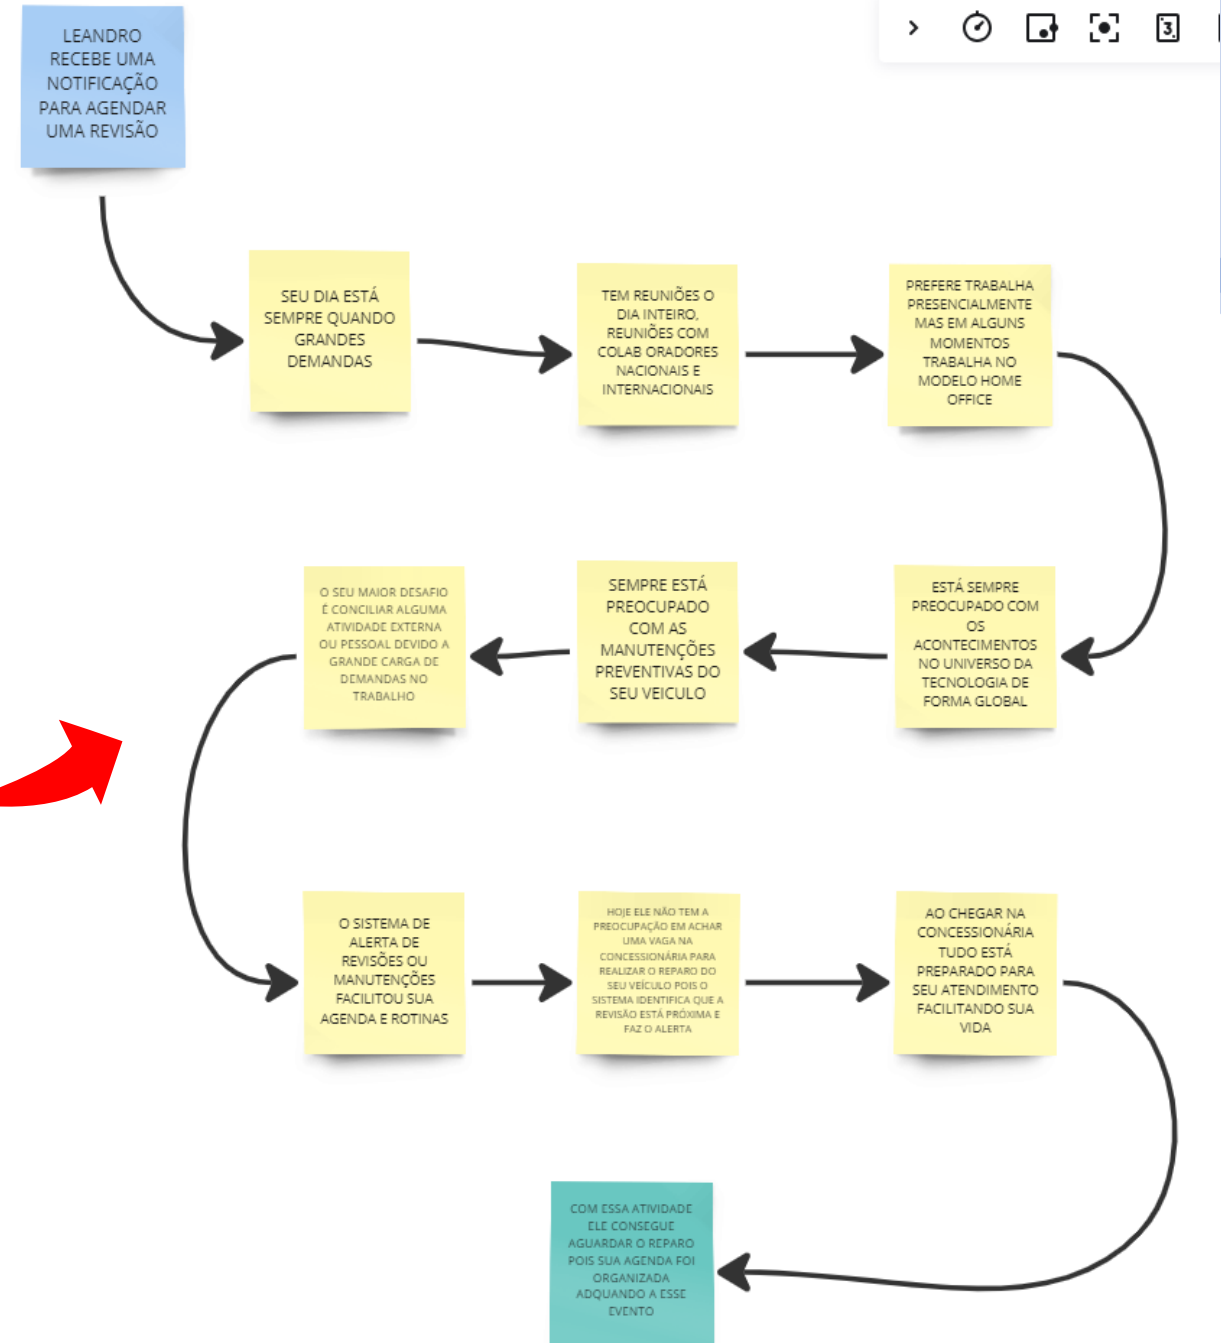 LEANDRO
RECEBE UMA
NOTIFICAÇÃO
PARA AGENDAR
UMA REVISÃO
3
SEU DIA ESTÁ
SEMPRE QUANDO
GRANDES
DEMANDAS
TEM REUNIÕES O
DIA INTEIRO,
REUNIÕES COM
COLAB ORADORES
NACIONAIS E
INTERNACIONAIS
PREFERE TRABALHA
PRESENCIALMENTE
MAS EM ALGUNS
MOMENTOS
TRABALHA NO
MODELO HOME
OFFICE
ESTÁ SEMPRE
PREOCUPADO COM
OS
ACONTECIMENTOS
NO UNIVERSO DA
TECNOLOGIA DE
FORMA GLOBAL
SEMPRE ESTÁ
PREOCUPADO
COM AS
MANUTENÇÕES
PREVENTIVAS DO
SEU VEICULO
O SEU MAIOR DESAFIO
É CONCILIAR ALGUMA
ATIVIDADE EXTERNA
OU PESSOAL DEVIDO A
GRANDE CARGA DE
DEMANDAS NO
TRABALHO
O SISTEMA DE
ALERTA DE
REVISÕES OU
MANUTENÇÕES
FACILITOU SUA
AGENDA E ROTINAS
HOJE ELE NÃO TEM A
PREOCUPAÇÃO EM ACHAR
UMA VAGA NA
CONCESSIONÁRIA PARA
REALIZAR O REPARO DO
SEU VEÍCULO POIS O
SISTEMA IDENTIFICA QUE A
REVISÃO ESTÁ PRÓXIMA E
FAZ O ALERTA
AO CHEGAR NA
CONCESSIONÁRIA
TUDO ESTÁ
PREPARADO PARA
SEU ATENDIMENTO
FACILITANDO SUA
VIDA
COM ESSA ATIVIDADE
ELE CONSEGUE
AGUARDAR O REPARO
POIS SUA AGENDA FOI
ORGANIZADA
ADQUANDO A ESSE
EVENTO